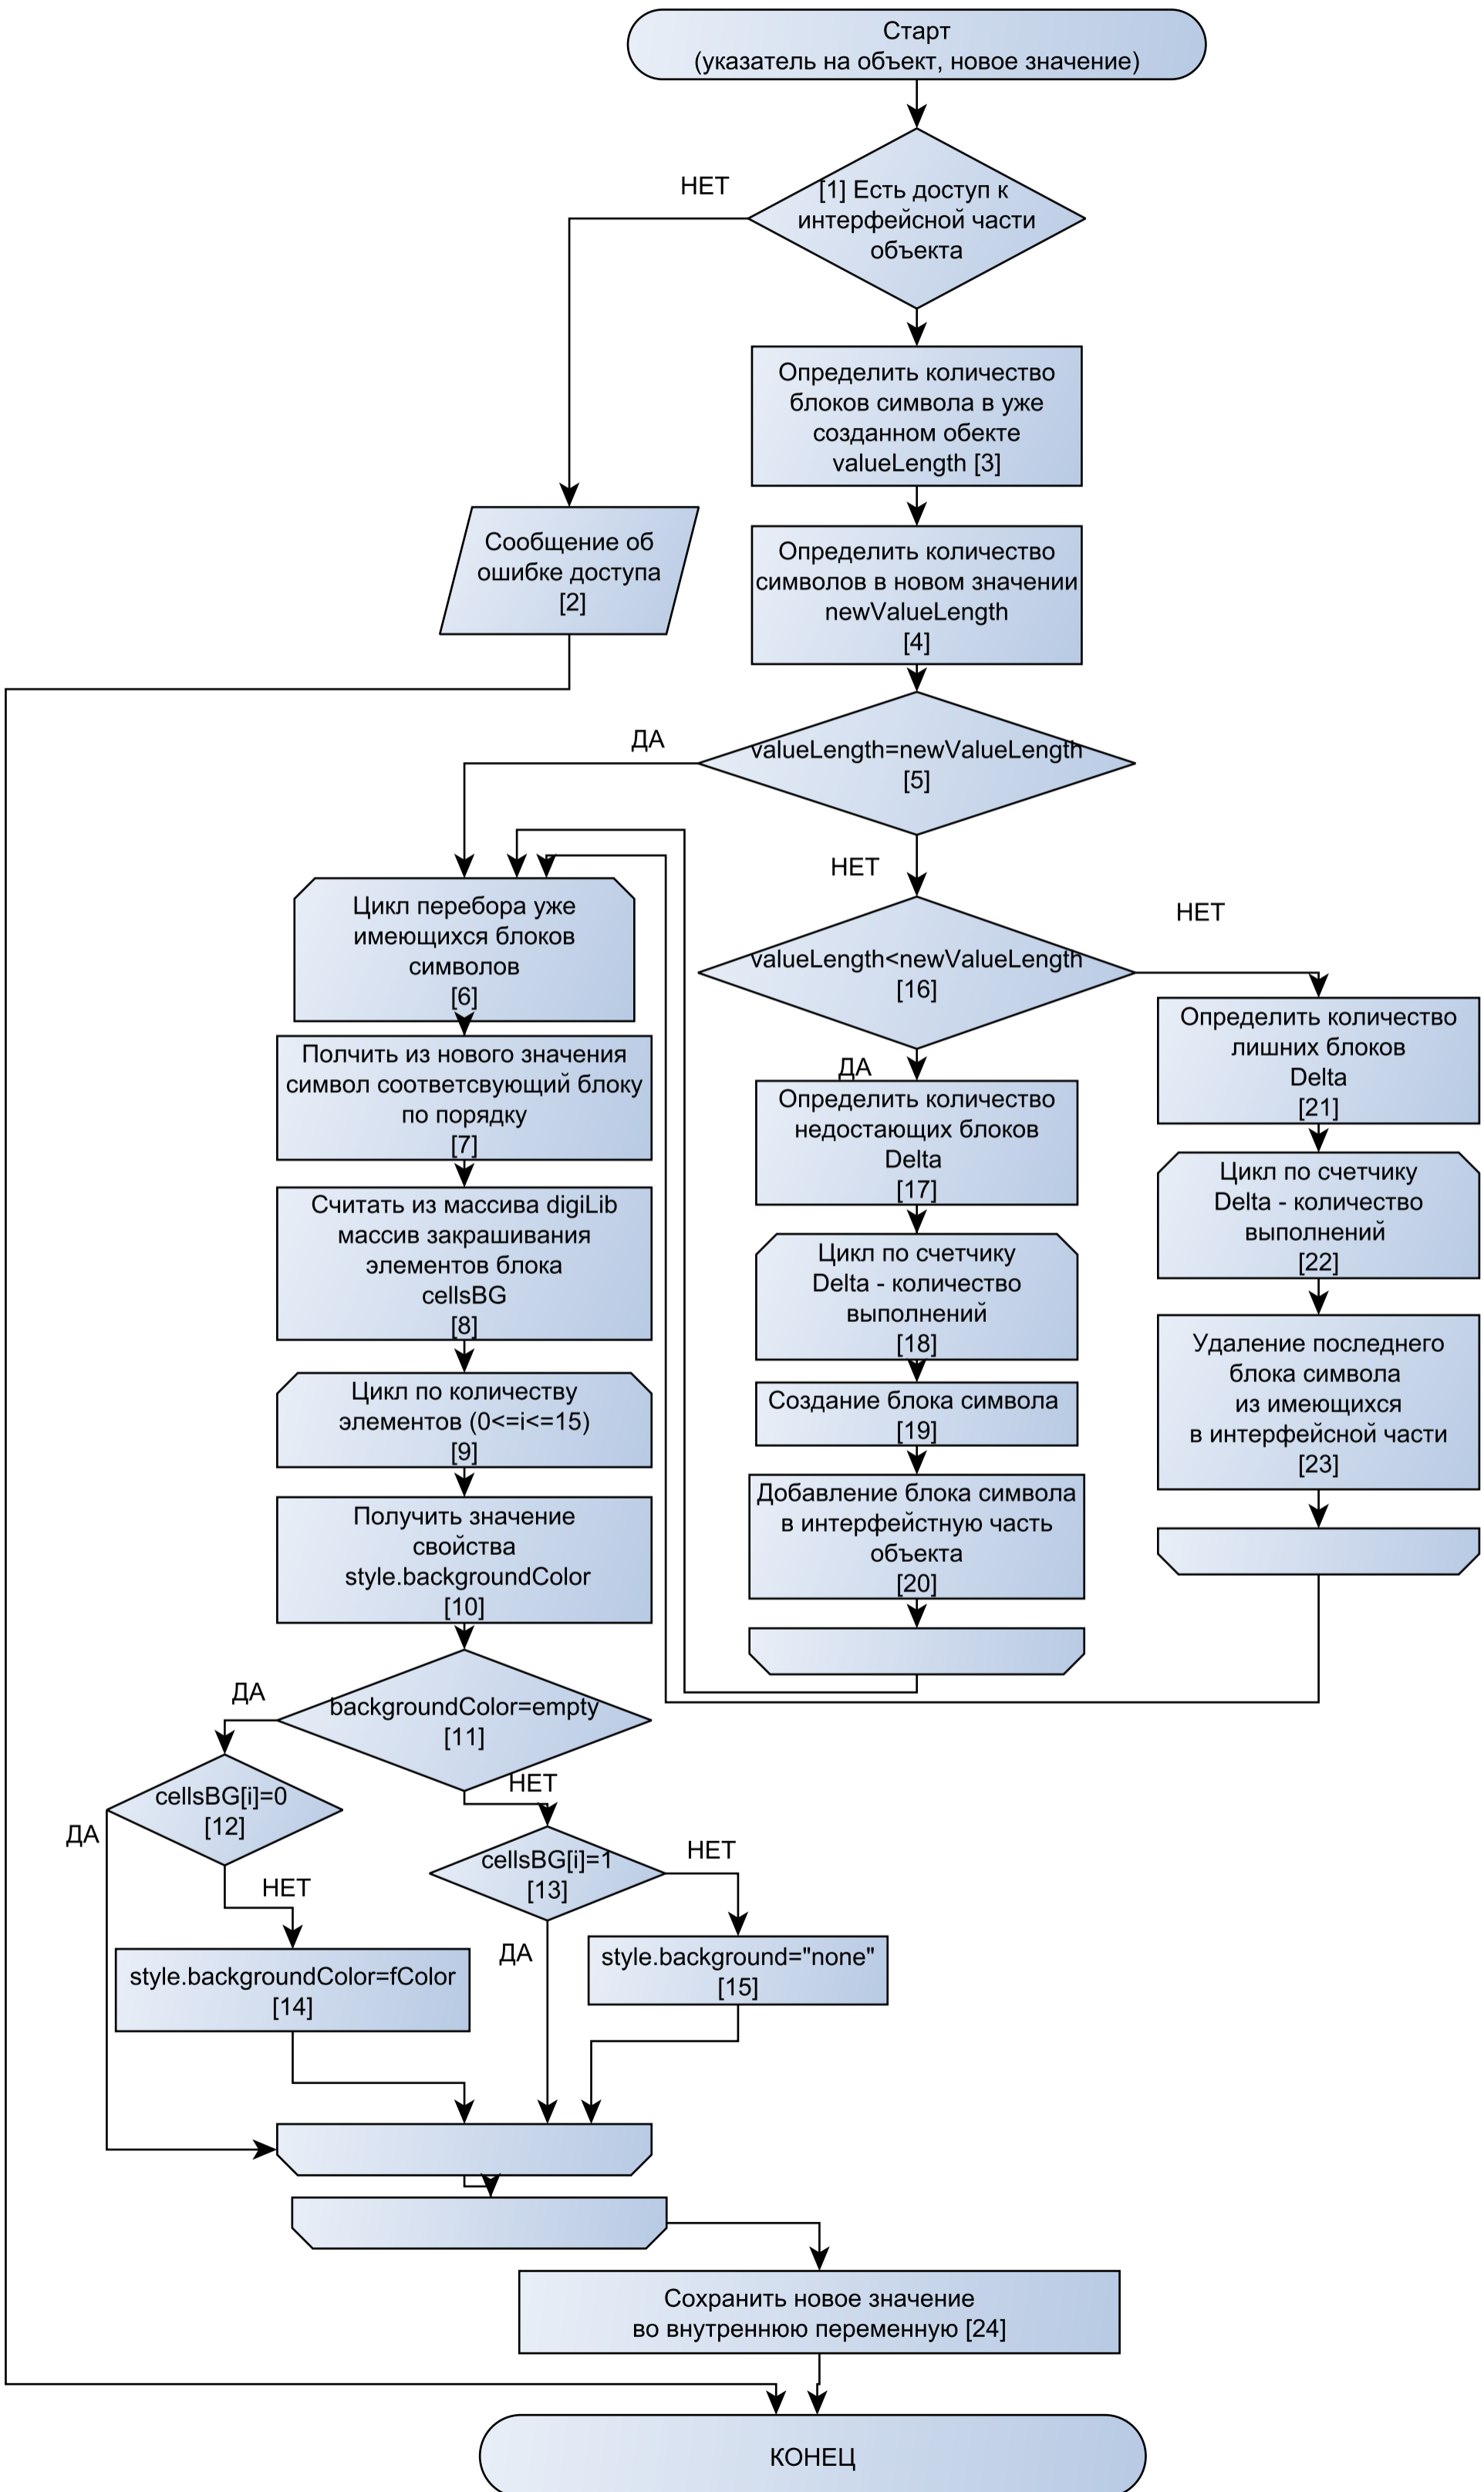 Старт
(указатель на объект, новое значение)
НЕТ
[1] Есть доступ к
интерфейсной части
объекта
Определить количество
блоков символа в уже
созданном обекте
valueLength [3]
Сообщение об
ошибке доступа
[2]
Определить количество
символов в новом значении
newValueLength
[4]
ДА
valueLength=newValueLength
[5]
НЕТ
Цикл перебора уже
имеющихся блоков
символов
[6]
valueLength<newValueLength
[16]
НЕТ
ДА
Полчить из нового значения
символ соответсвующий блоку
по порядку
[7]
Считать из массива digiLib
массив закрашивания
элементов блока
cellsBG
[8]
Цикл по количеству
элементов (0<=i<=15)
[9]
Получить значение
свойства
style.backgroundColor
[10]
Определить количество
недостающих блоков
Delta
[17]
Цикл по счетчику
Delta - количество
выполнений
[18]
Создание блока символа
[19]
Добавление блока символа
в интерфейстную часть
объекта
[20]
Определить количество
лишних блоков
Delta
[21]
Цикл по счетчику
Delta - количество
выполнений
[22]
Удаление последнего
блока символа
из имеющихся
в интерфейсной части
[23]
ДА
backgroundColor=empty
[11]
НЕТ
cellsBG[i]=0
[12]
ДА
НЕТ
cellsBG[i]=1
[13]
НЕТ
ДА
style.backgroundColor=fColor
[14]
style.background="none"
[15]
Сохранить новое значение
во внутреннюю переменную [24]
КОНЕЦ